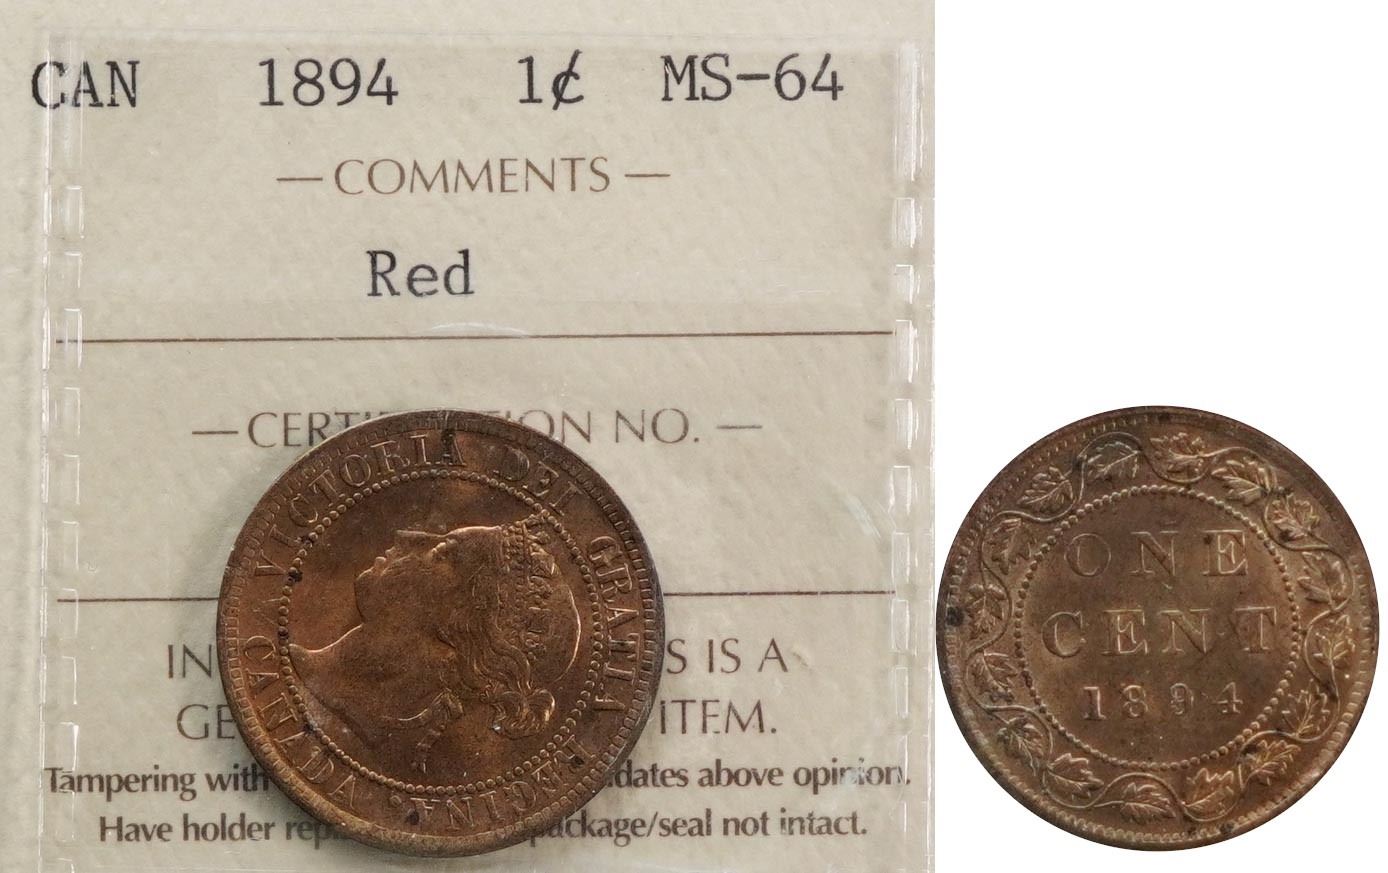 CAN 1894 1¢ MS-64
— COMMENTS —
Red
— CERTI TION NO. —
IN S IS A
GE ITEM.
Tampering with dates above opinion.
Have holder rep package/seal not intact.
VICTORIA DEI GRATIA REGINA. CANADA
ONE
CENT
1894